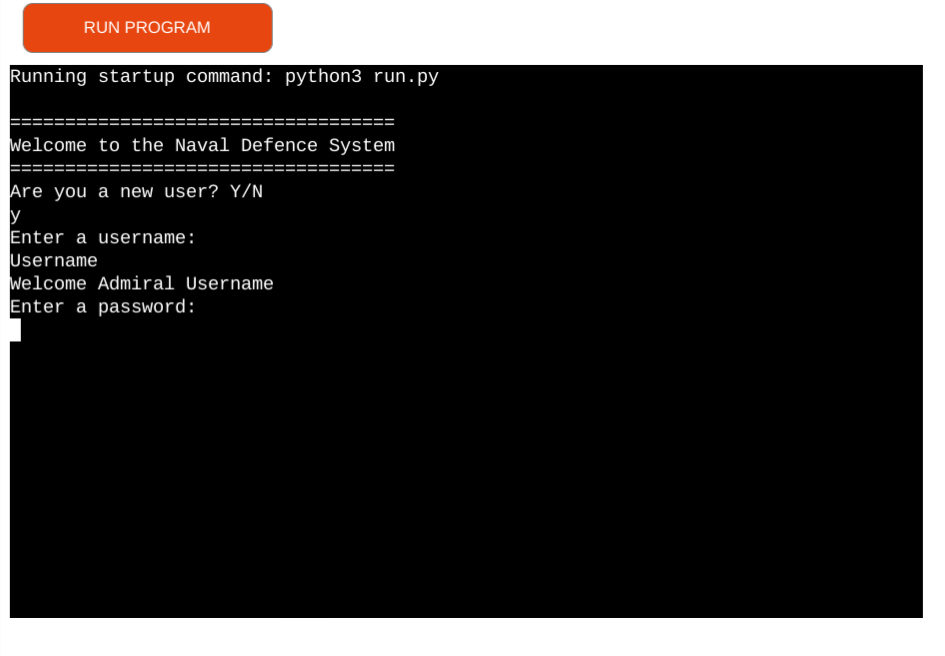 RUN PROGRAM
Running startup command: python3 run.py
===================================
Welcome to the Naval Defence System
===================================
Are you a new user? Y/N
y
Enter a username:
Username
Welcome Admiral Username
Enter a password: